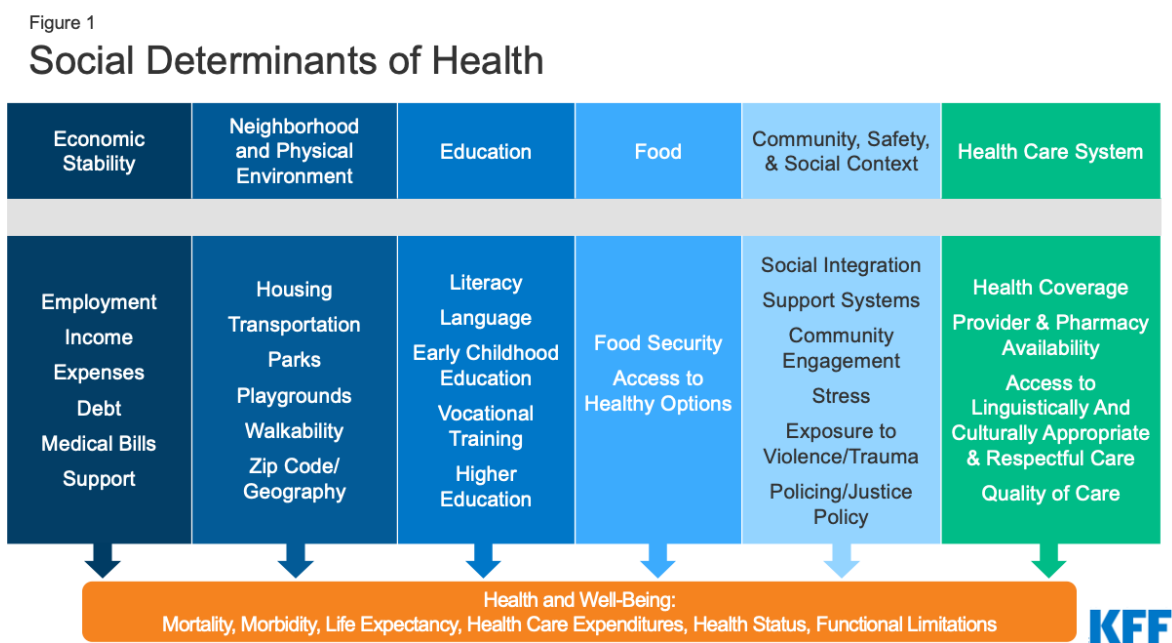 Figure 1
Social Determinants of Health
Economic
Stability
Neighborhood
and Physical
Environment
Education
Food
Community, Safety,
& Social Context
Health Care System
Employment
Income
Expenses
Debt
Medical Bills
Support
Housing
Transportation
Parks
Playgrounds
Walkability
Zip Code/
Geography
Literacy
Language
Early Childhood
Education
Vocational
Training
Higher
Education
Food Security
Access to
Healthy Options
Social Integration
Support Systems
Community
Engagement
Stress
Exposure to
Violence/Trauma
Policing/Justice
Policy
Health Coverage
Provider & Pharmacy
Availability
Access to
Linguistically And
Culturally Appropriate
& Respectful Care
Quality of Care
Health and Well-Being:
Mortality, Morbidity, Life Expectancy, Health Care Expenditures, Health Status, Functional Limitations
KFF